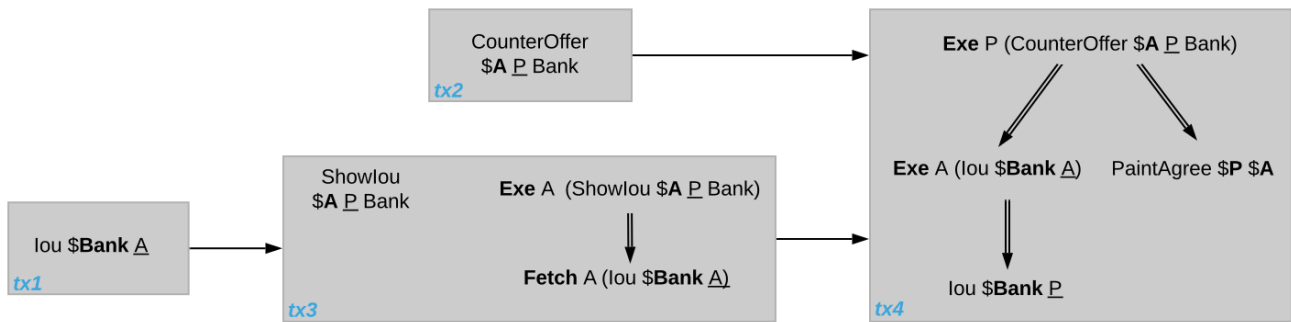 CounterOffer
$A P Bank
tx2
Exe P (CounterOffer $A P Bank)
Exe A (Iou $Bank A)
PaintAgree $P $A
Iou $Bank P
tx4
ShowIou
$A P Bank
Exe A (ShowIou $A P Bank)
Fetch A (Iou $Bank A)
tx3
Iou $Bank A
tx1